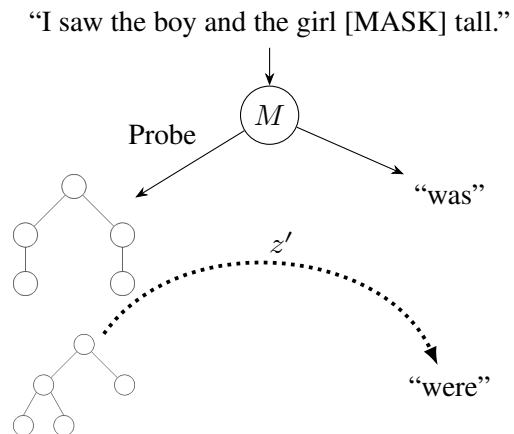 “I saw the boy and the girl [MASK] tall.”
M
Probe
“was”
z′
“were”